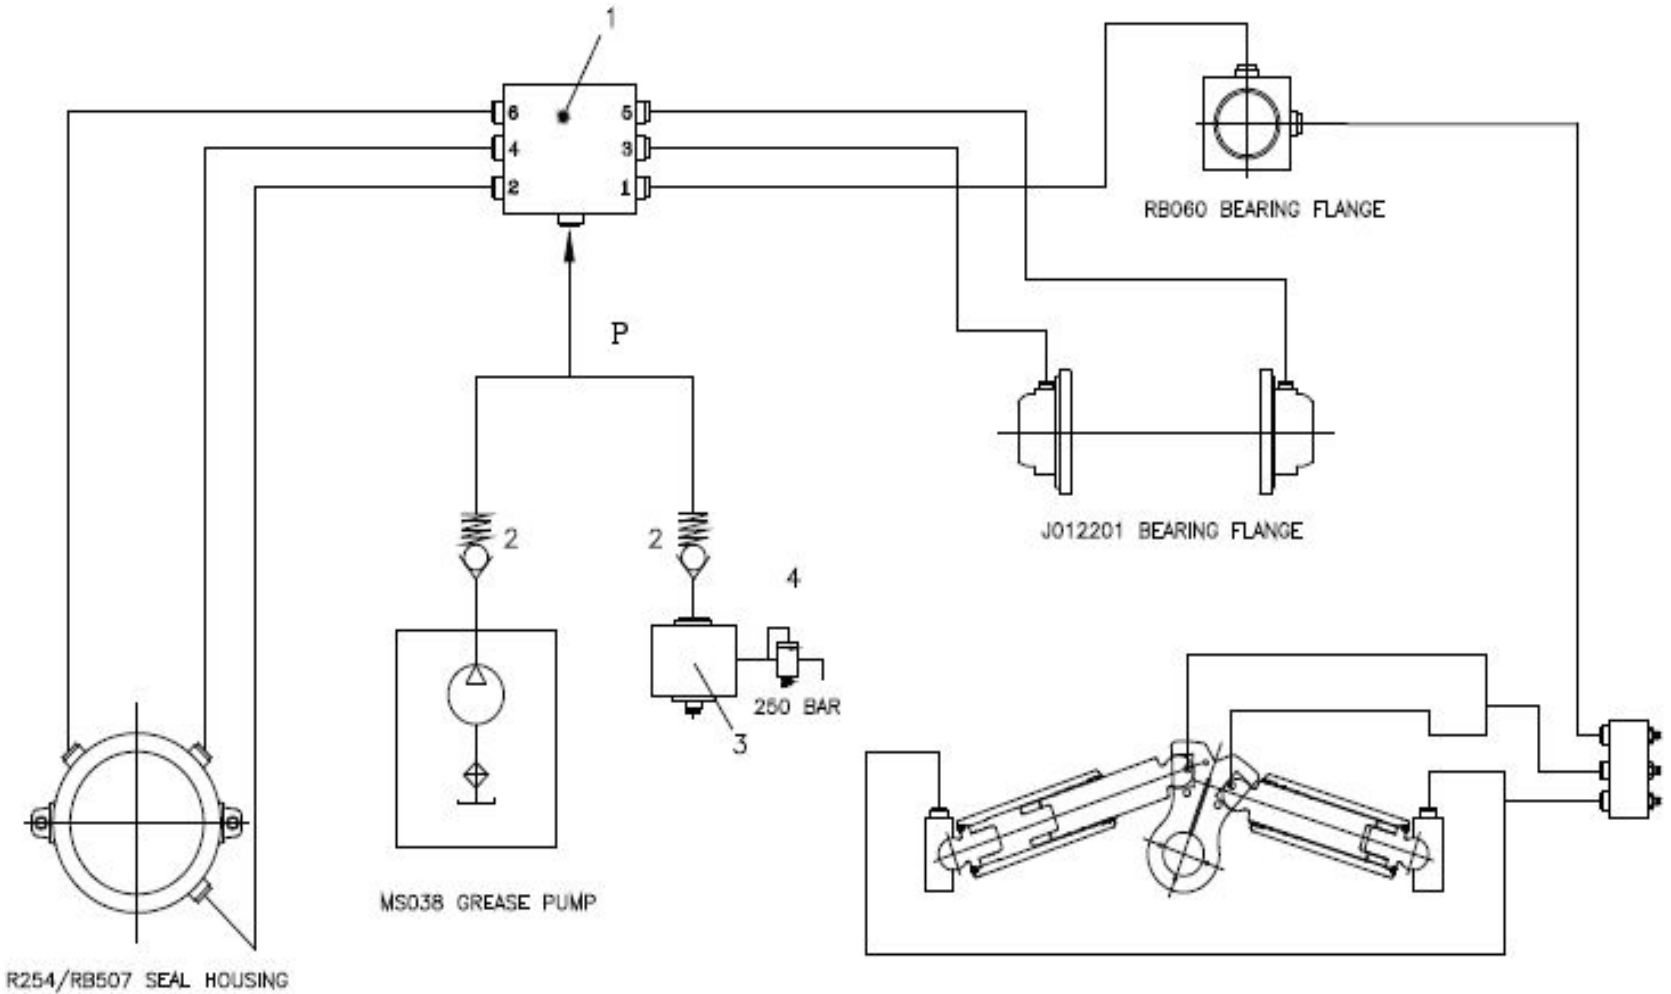 1
6 5
4 3
2 1
RB060 BEARING FLANGE
P
J012201 BEARING FLANGE
2 2
4
250 BAR
3
MS038 GREASE PUMP
R254/RB507 SEAL HOUSING